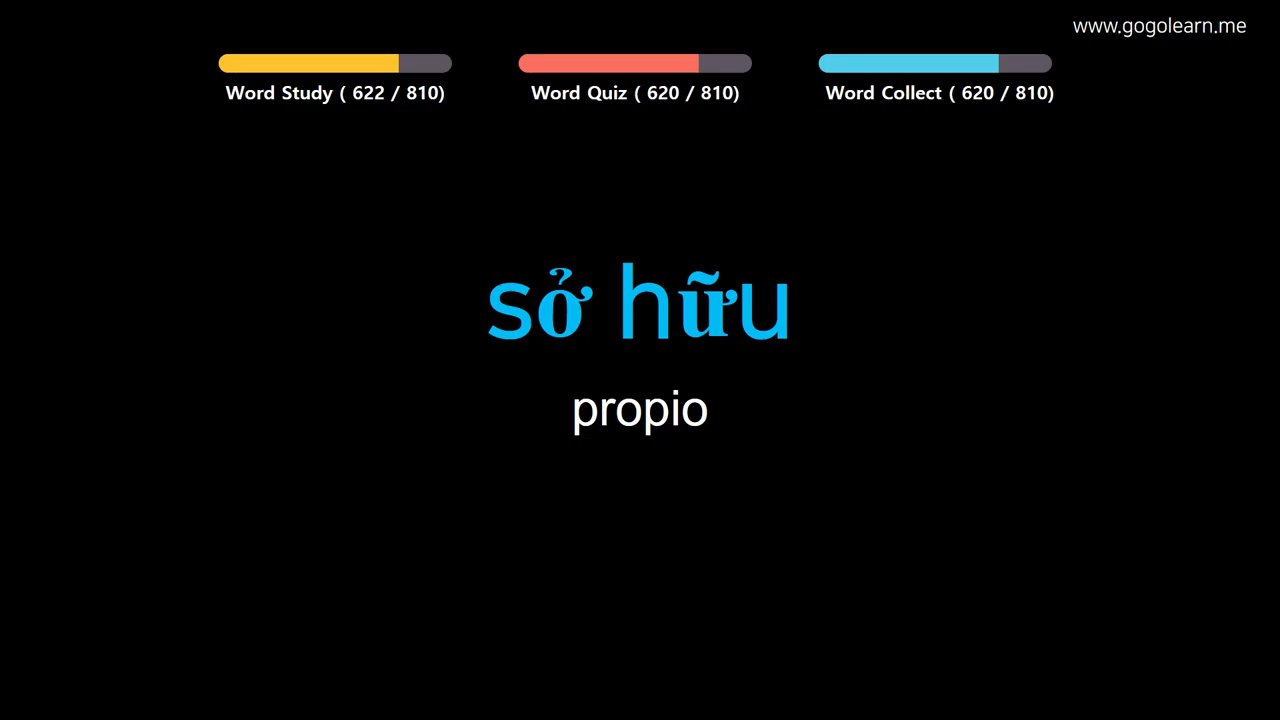 www.gogolearn.me
Word Study ( 622 / 810)
Word Quiz ( 620 / 810)
Word Collect ( 620 / 810)
sở hữu
propio